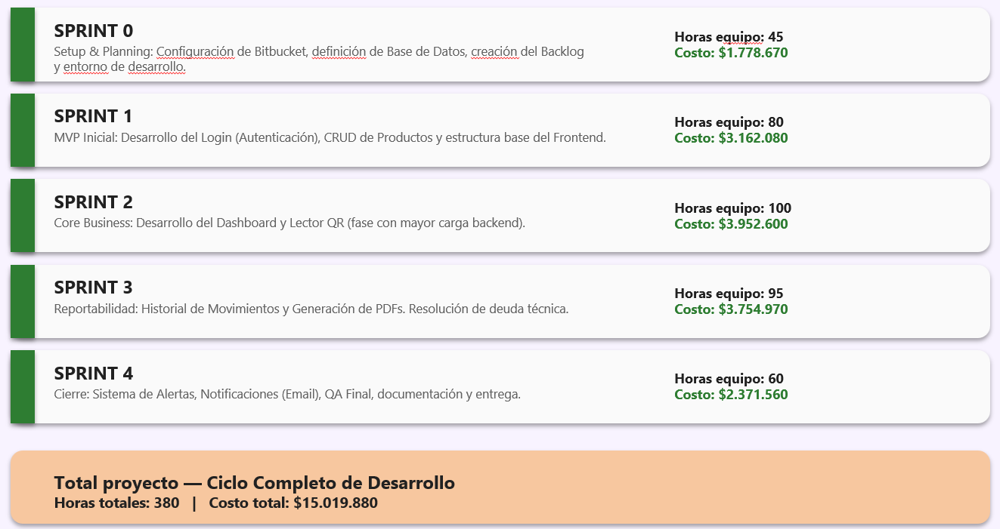 SPRINT 0
Setup & Planning: Configuración de Bitbucket, definición de Base de Datos, creación del Backlog
y entorno de desarrollo.
Horas equipo: 45
Costo: $1.778.670
SPRINT 1
MVP Inicial: Desarrollo del Login (Autenticación), CRUD de Productos y estructura base del Frontend.
Horas equipo: 80
Costo: $3.162.080
SPRINT 2
Core Business: Desarrollo del Dashboard y Lector QR (fase con mayor carga backend).
Horas equipo: 100
Costo: $3.952.600
SPRINT 3
Reportabilidad: Historial de Movimientos y Generación de PDFs. Resolución de deuda técnica.
Horas equipo: 95
Costo: $3.754.970
SPRINT 4
Cierre: Sistema de Alertas, Notificaciones (Email), QA Final, documentación y entrega.
Horas equipo: 60
Costo: $2.371.560
Total proyecto — Ciclo Completo de Desarrollo
Horas totales: 380 | Costo total: $15.019.880